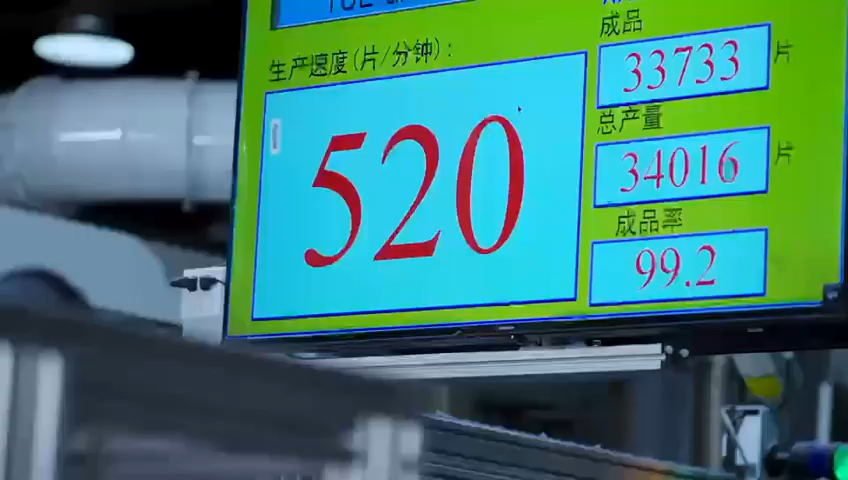 生产速度(片/分钟):
520
成品
33733 片
总产量
34016 片
成品率
99.2